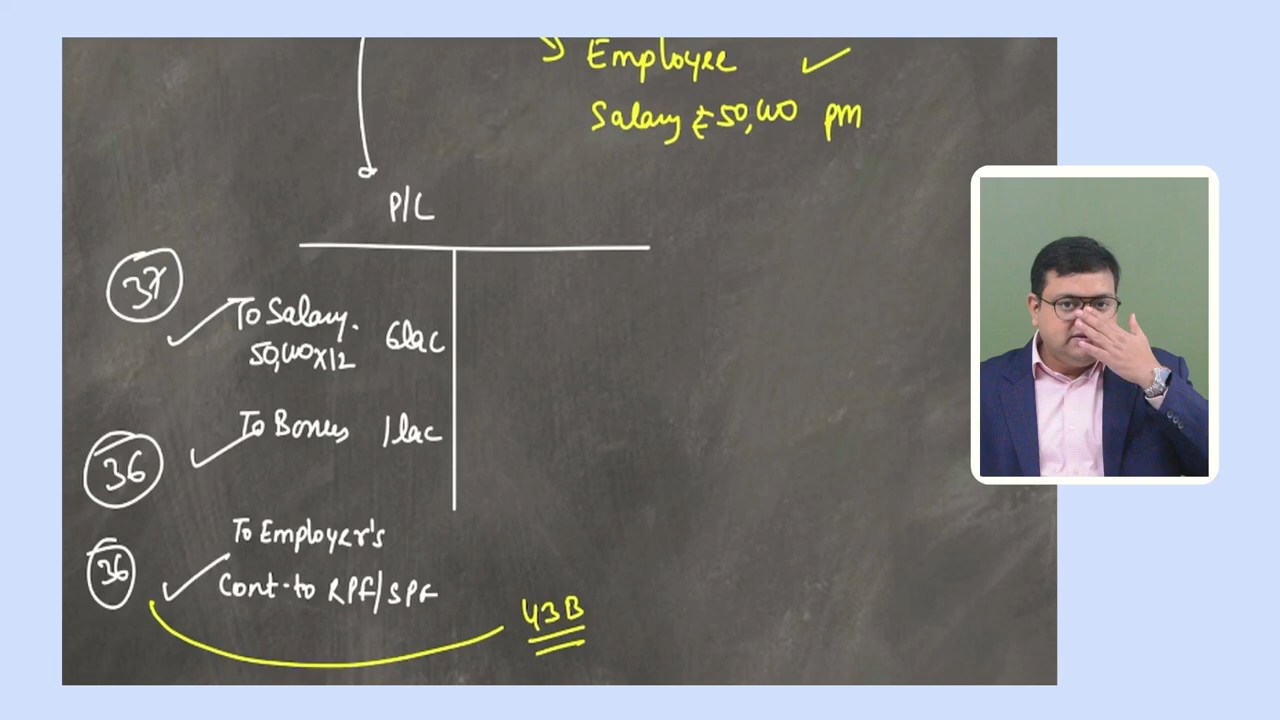 Employee
Salary ₹50,000 pm
P/L
37
To Salary.
50,000x12 6lac
To Bonus 1lac
36
To Employer's
36
Cont-to RPF/SPF
43B